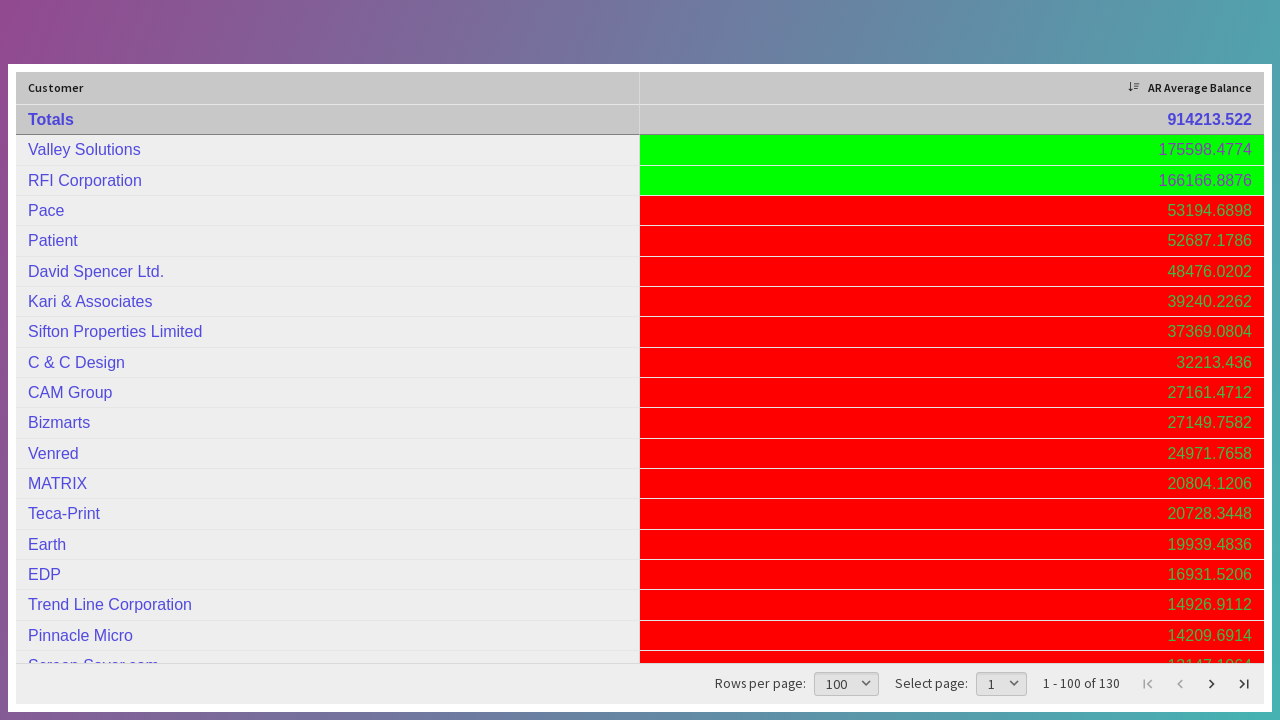 Customer AR Average Balance
Totals 914213.522
Valley Solutions 175598.4774
RFI Corporation 166166.8876
Pace 53194.6898
Patient 52687.1786
David Spencer Ltd. 48476.0202
Kari & Associates 39240.2262
Sifton Properties Limited 37369.0804
C & C Design 32213.436
CAM Group 27161.4712
Bizmarts 27149.7582
Venred 24971.7658
MATRIX 20804.1206
Teca-Print 20728.3448
Earth 19939.4836
EDP 16931.5206
Trend Line Corporation 14926.9112
Pinnacle Micro 14209.6914
Rows per page: 100 Select page: 1 1 - 100 of 130